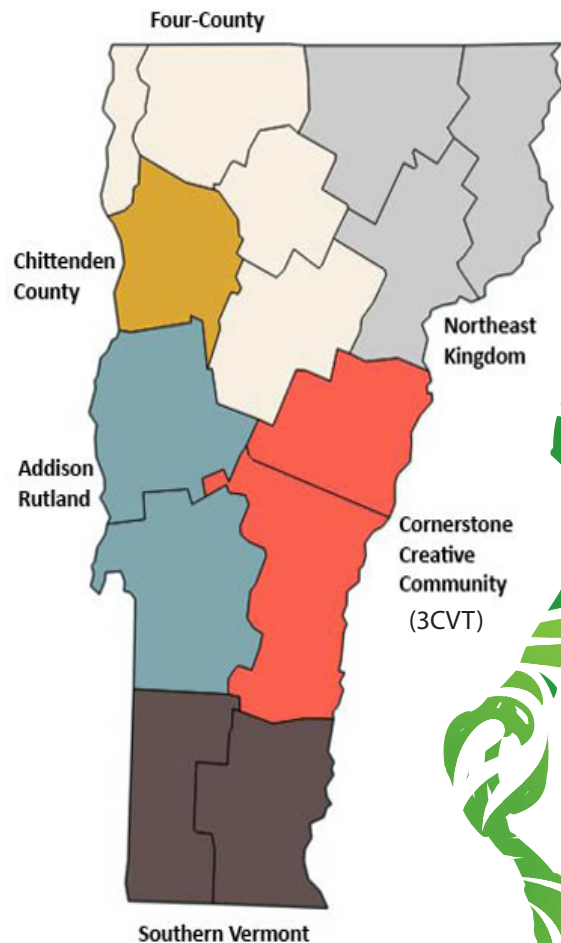 Four-County
Chittenden
County
Northeast
Kingdom
Addison
Rutland
Cornerstone
Creative
Community
(3CVT)
Southern Vermont